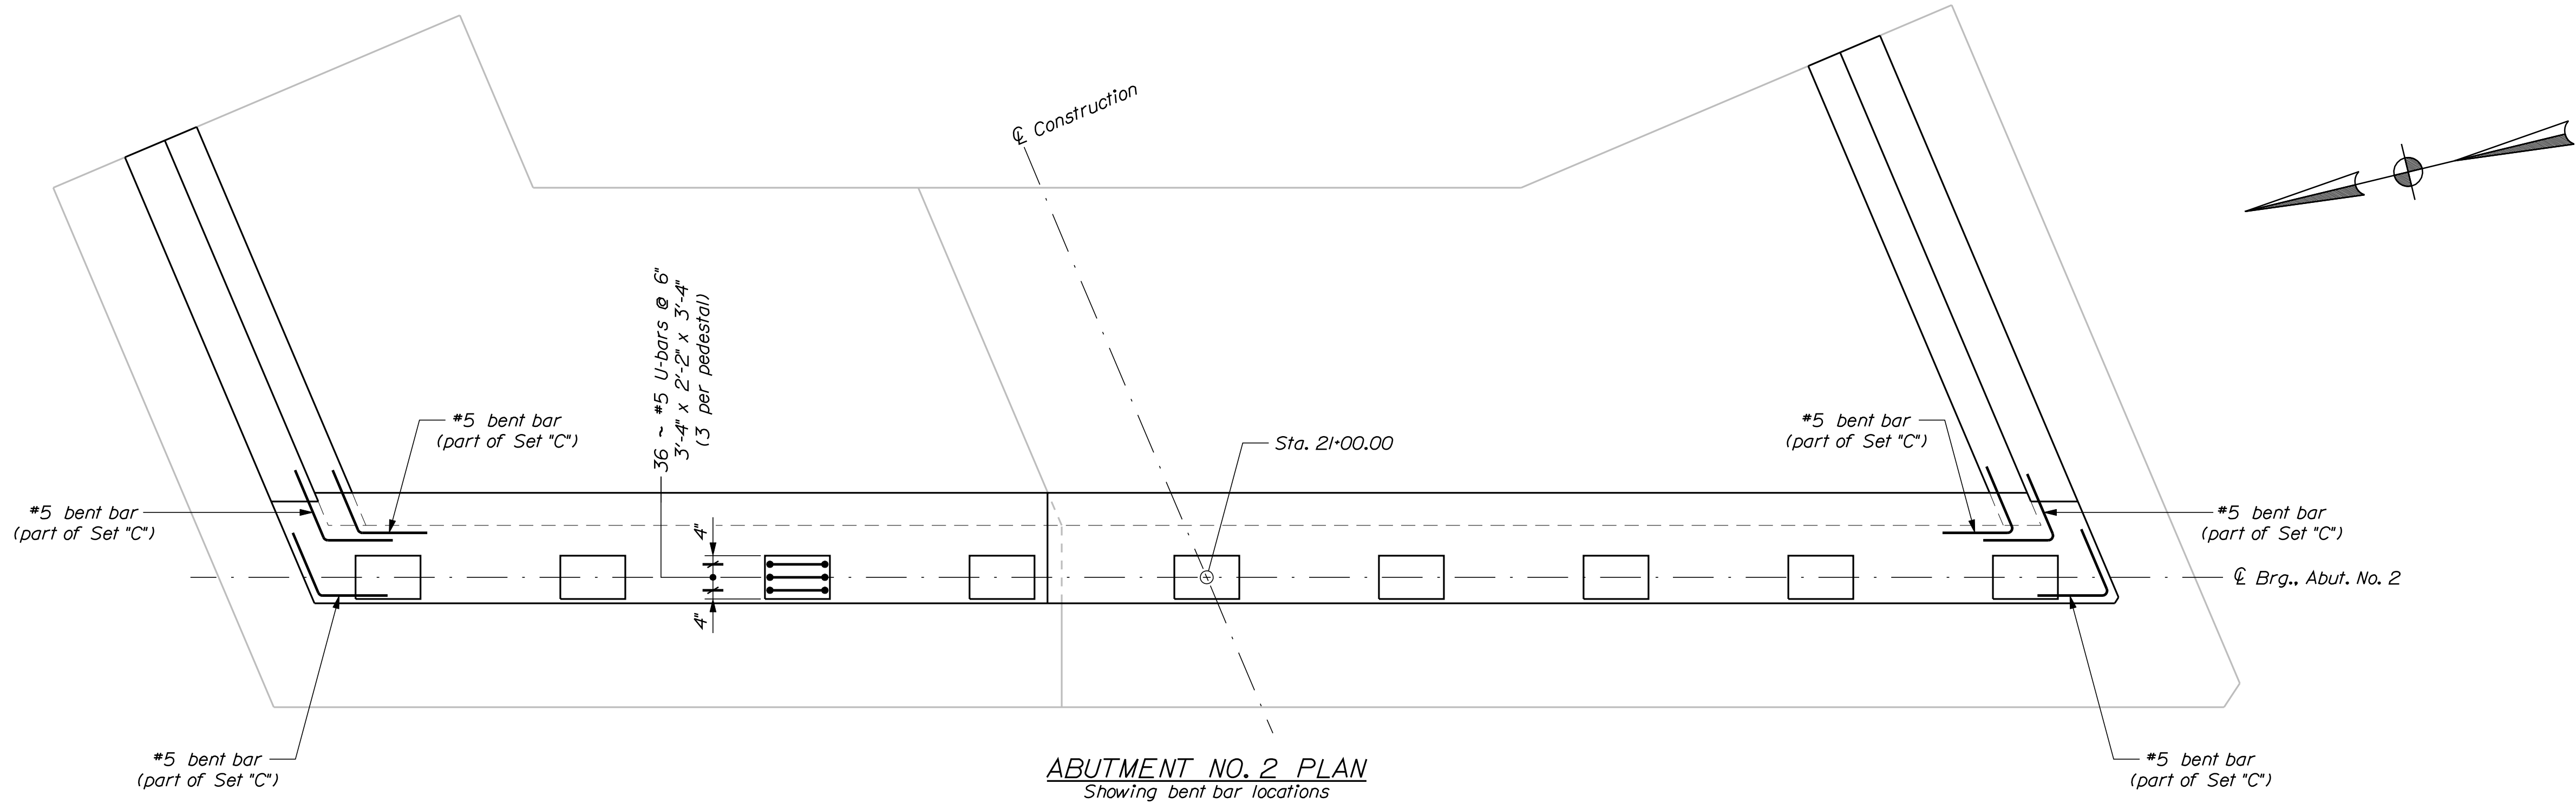 ℄ Construction
36 ~ #5 U-bars @ 6"
3'-4" x 2'-2" x 3'-4"
(3 per pedestal)
#5 bent bar
(part of Set "C")
#5 bent bar
(part of Set "C")
Sta. 21+00.00
#5 bent bar
(part of Set "C")
#5 bent bar
(part of Set "C")
4"
4"
℄ Brg., Abut. No. 2
#5 bent bar
(part of Set "C")
#5 bent bar
(part of Set "C")
ABUTMENT NO. 2 PLAN
Showing bent bar locations